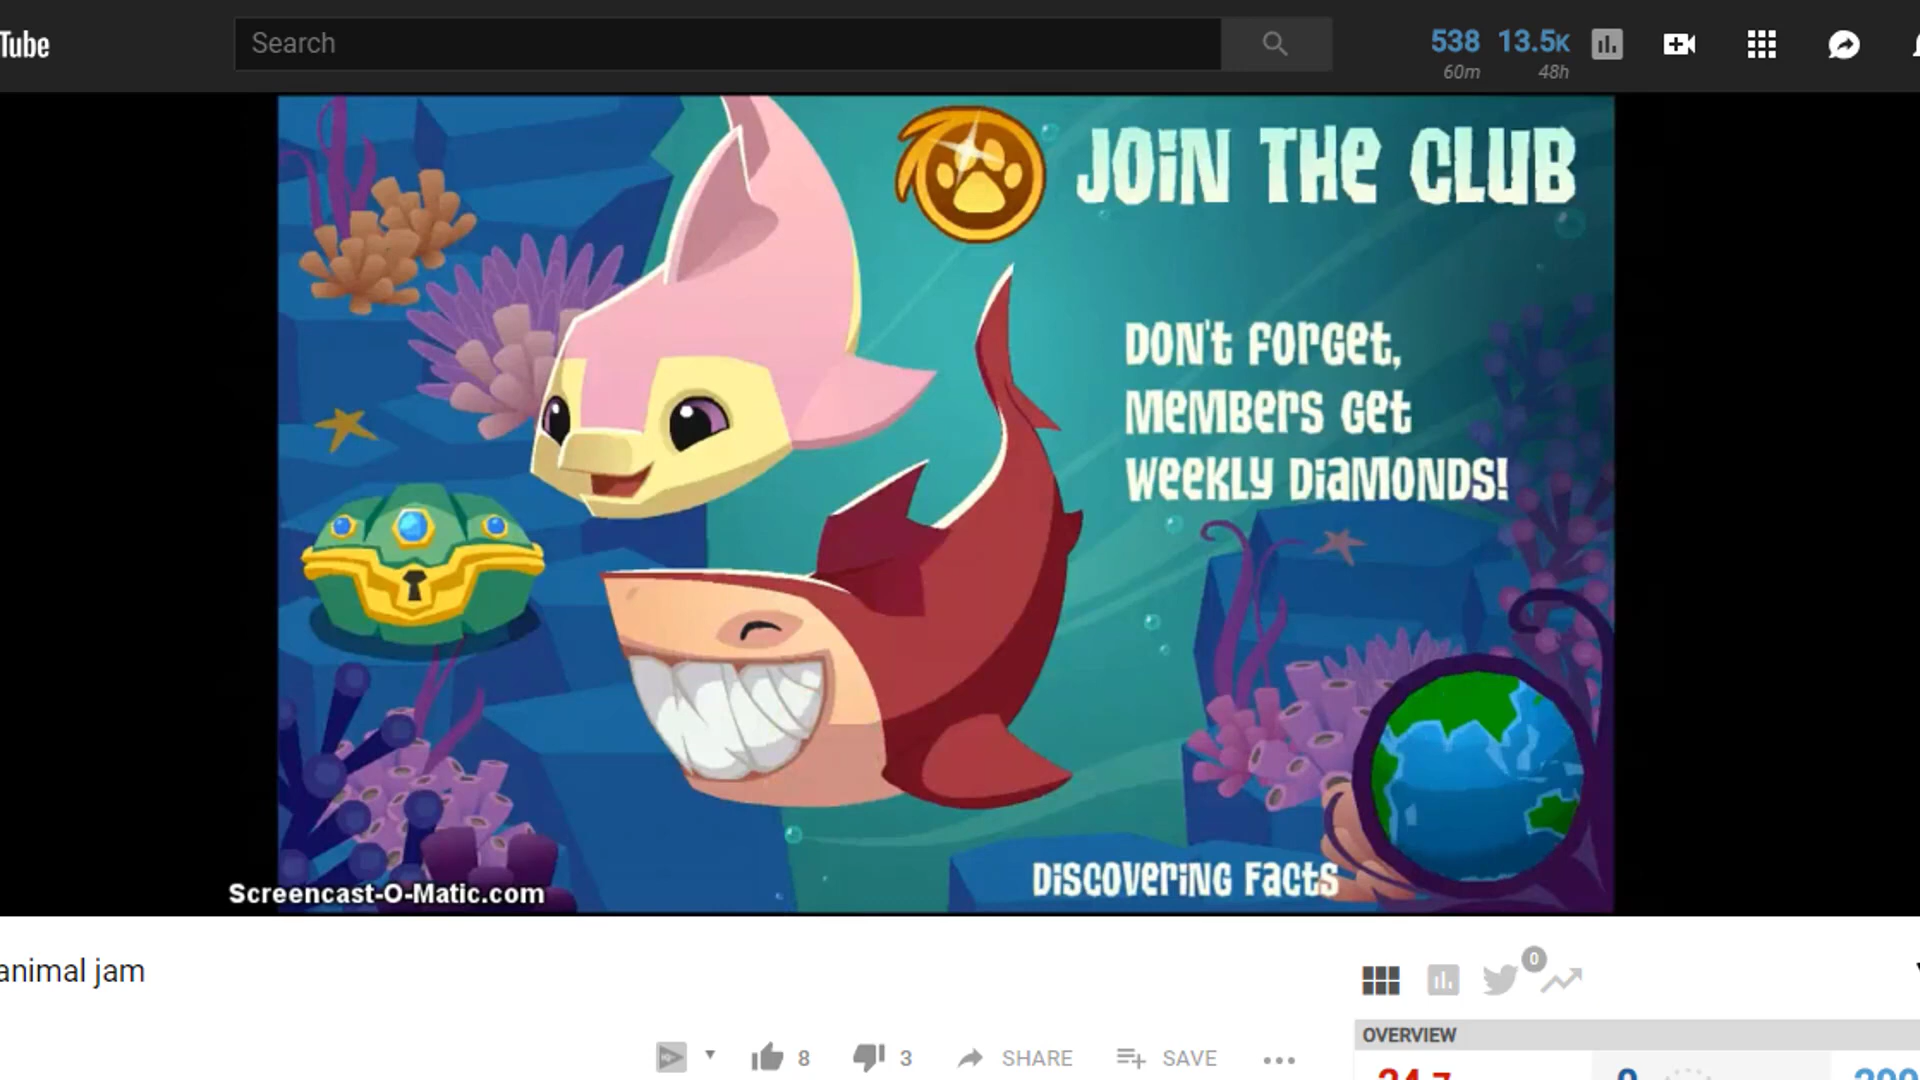 Tube
Search
538 13.5K
60m 48h
JOiN THe CLUB
DON't FOrGet,
MeMBerS Get
WeeKLY DiaMONDS!
DiSCOVeriNG FactS
Screencast-O-Matic.com
animal jam
0
8 3 SHARE SAVE
OVERVIEW